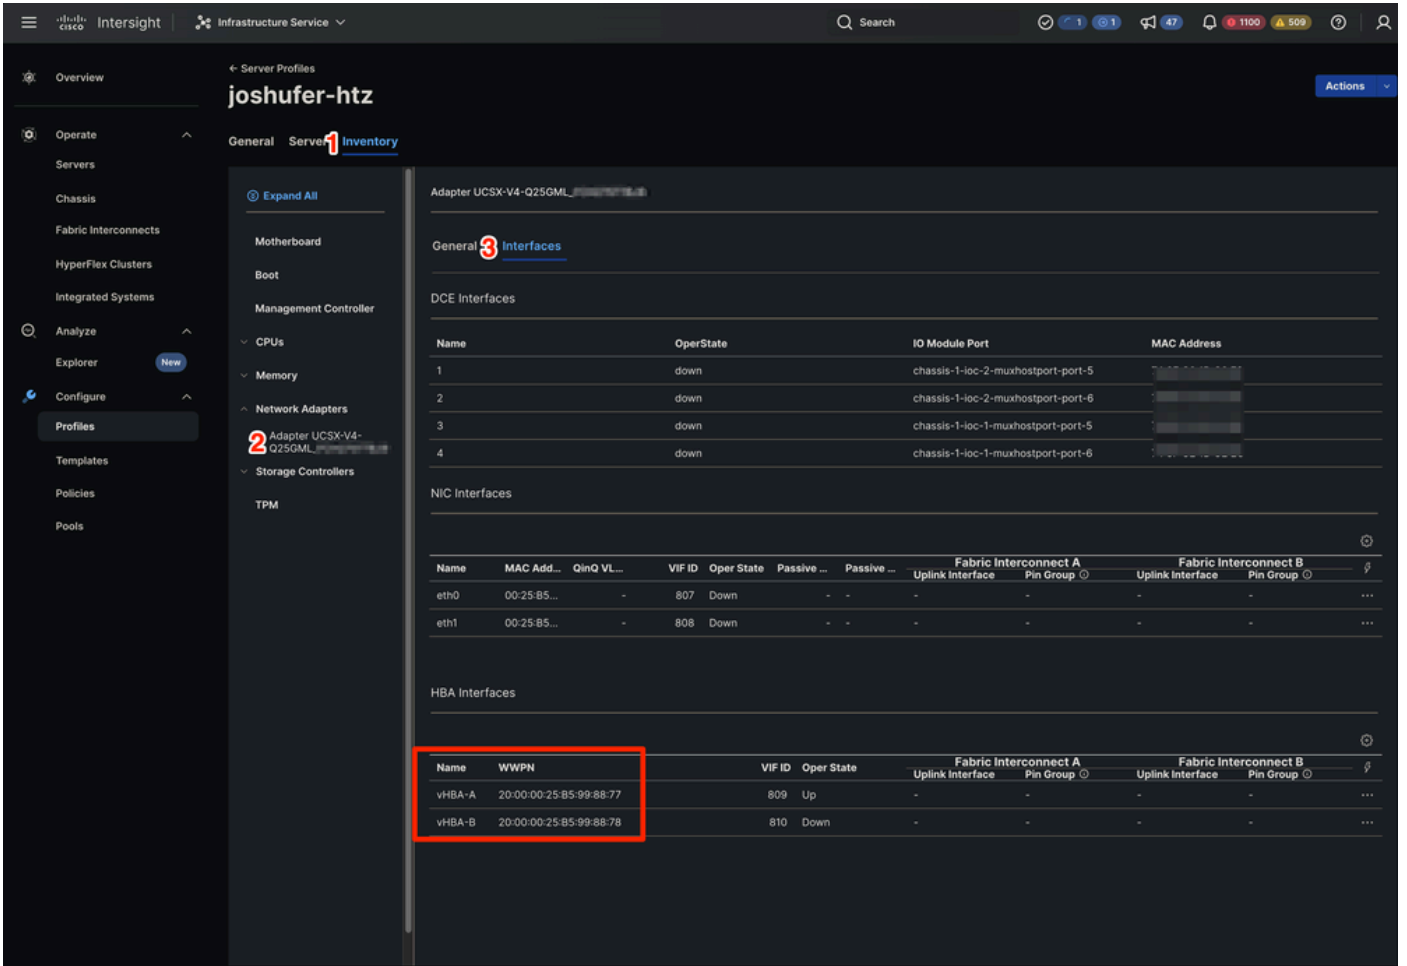 cisco Intersight Infrastructure Service Search 1 1 47 1100 509
Overview
Operate
Servers
Chassis
Fabric Interconnects
HyperFlex Clusters
Integrated Systems
Analyze
Explorer New
Configure
Profiles
Templates
Policies
Pools
← Server Profiles
joshufer-htz
Actions
General Server 1 Inventory
Expand All
Motherboard
Boot
Management Controller
CPUs
Memory
Network Adapters
2 Adapter UCSX-V4-
Q25GML_
Storage Controllers
TPM
Adapter UCSX-V4-Q25GML_
General 3 Interfaces
DCE Interfaces
Name OperState IO Module Port MAC Address
1 down chassis-1-ioc-2-muxhostport-port-5
2 down chassis-1-ioc-2-muxhostport-port-6
3 down chassis-1-ioc-1-muxhostport-port-5
4 down chassis-1-ioc-1-muxhostport-port-6
NIC Interfaces
Fabric Interconnect A Fabric Interconnect B
Name MAC Add... QinQ VL... VIF ID Oper State Passive ... Passive ... Uplink Interface Pin Group Uplink Interface Pin Group
eth0 00:25:B5... - 807 Down - - - - - - ...
eth1 00:25:B5... - 808 Down - - - - - - ...
HBA Interfaces
Fabric Interconnect A Fabric Interconnect B
Name WWPN VIF ID Oper State Uplink Interface Pin Group Uplink Interface Pin Group
vHBA-A 20:00:00:25:B5:99:88:77 809 Up - - - - ...
vHBA-B 20:00:00:25:B5:99:88:78 810 Down - - - - ...